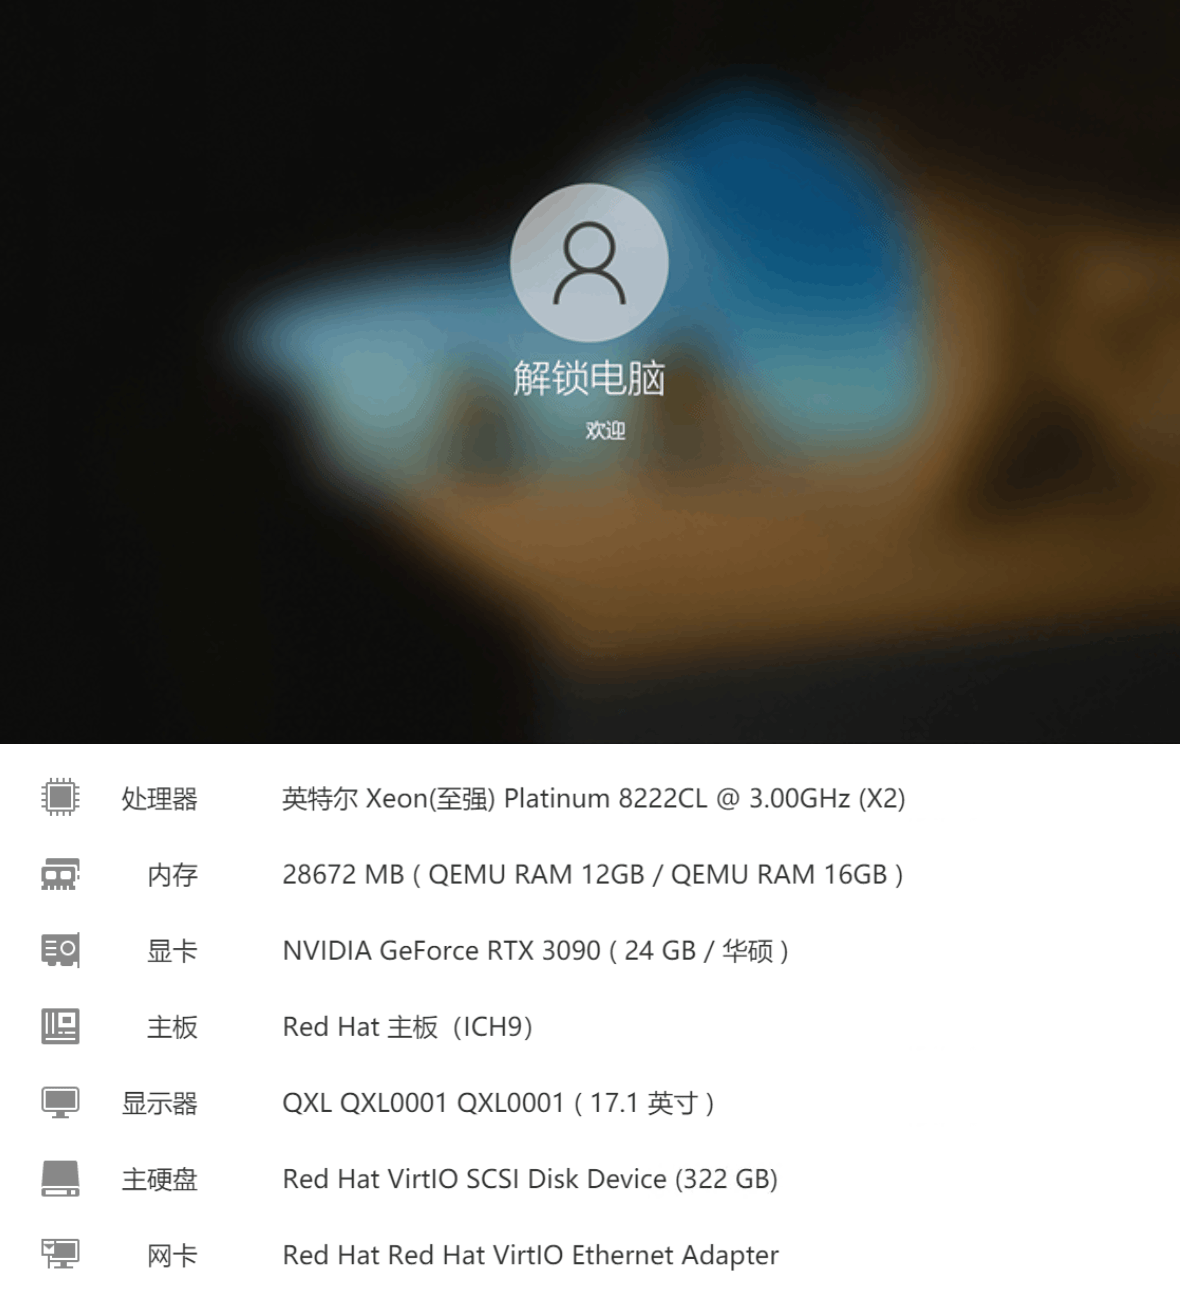 解锁电脑
欢迎
处理器 英特尔 Xeon(至强) Platinum 8222CL @ 3.00GHz (X2)
内存 28672 MB ( QEMU RAM 12GB / QEMU RAM 16GB )
显卡 NVIDIA GeForce RTX 3090 ( 24 GB / 华硕 )
主板 Red Hat 主板（ICH9）
显示器 QXL QXL0001 QXL0001 ( 17.1 英寸 )
主硬盘 Red Hat VirtIO SCSI Disk Device (322 GB)
网卡 Red Hat Red Hat VirtIO Ethernet Adapter